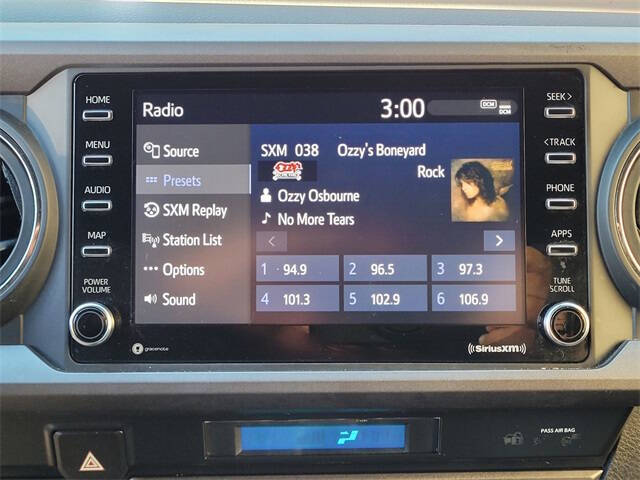 HOME
MENU
AUDIO
MAP
POWER
VOLUME
Radio
3:00
DCM
DCM
Source
Presets
SXM Replay
Station List
Options
Sound
SXM 038 Ozzy's Boneyard
Rock
Ozzy Osbourne
No More Tears
< >
1 94.9 2 96.5 3 97.3
4 101.3 5 102.9 6 106.9
SEEK >
< TRACK
PHONE
APPS
TUNE
SCROLL
gracenote
((SiriusXM))
PASS AIR BAG